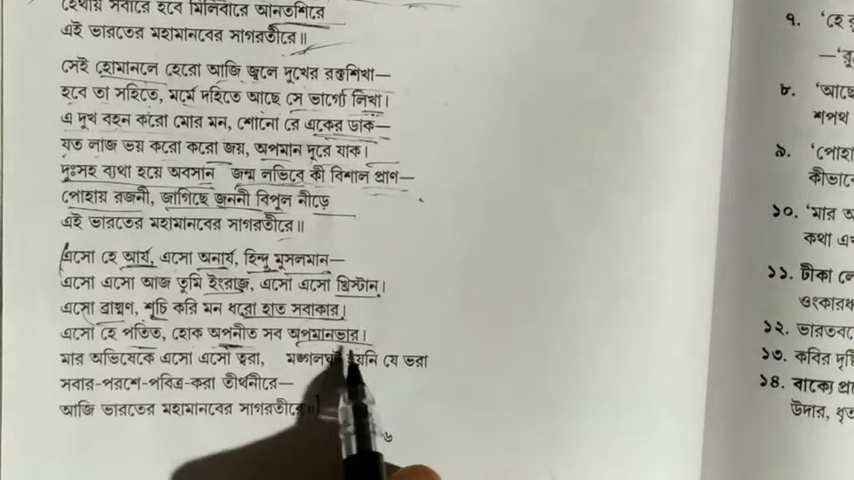 হেথায় সবারে হবে মিলিবারে আনতশিরে
এই ভারতের মহামানবের সাগরতীরে॥
সেই হোমানলে হেরো আজি জ্বলে দুখের রক্তশিখা—
হবে তা সহিতে, মর্মে দহিতে আছে সে ভাগ্যে লিখা।
এ দুখ বহন করো মোর মন, শোনো রে একের ডাক—
যত লাজ ভয় করো করো জয়, অপমান দূরে যাক।
দুঃসহ ব্যথা হয়ে অবসান জন্ম লভিবে কী বিশাল প্রাণ—
পোহায় রজনী, জাগিছে জননী বিপুল নীড়ে
এই ভারতের মহামানবের সাগরতীরে॥
এসো হে আর্য, এসো অনার্য, হিন্দু মুসলমান—
এসো এসো আজ তুমি ইংরাজ, এসো এসো খ্রিস্টান।
এসো ব্রাহ্মণ, শুচি করি মন ধরো হাত সবাকার।
এসো হে পতিত, হোক অপনীত সব অপমানভার।
মার অভিষেকে এসো এসো ত্বরা, যে ভরা
সবার-পরশে-পবিত্র-করা তীর্থনীরে—
আজি ভারতের মহামানবের সাগরতীরে॥
৬
৭. 'হে
৮. 'আছে
শপথ
৯. 'পোহা
কীভাবে
১০. 'মার
কথা
১১. টীকা
ওংকারধ
১২. ভারতবে
১৩. কবির দৃষ্টি
১৪. বাক্যে
উদার, ধৃত